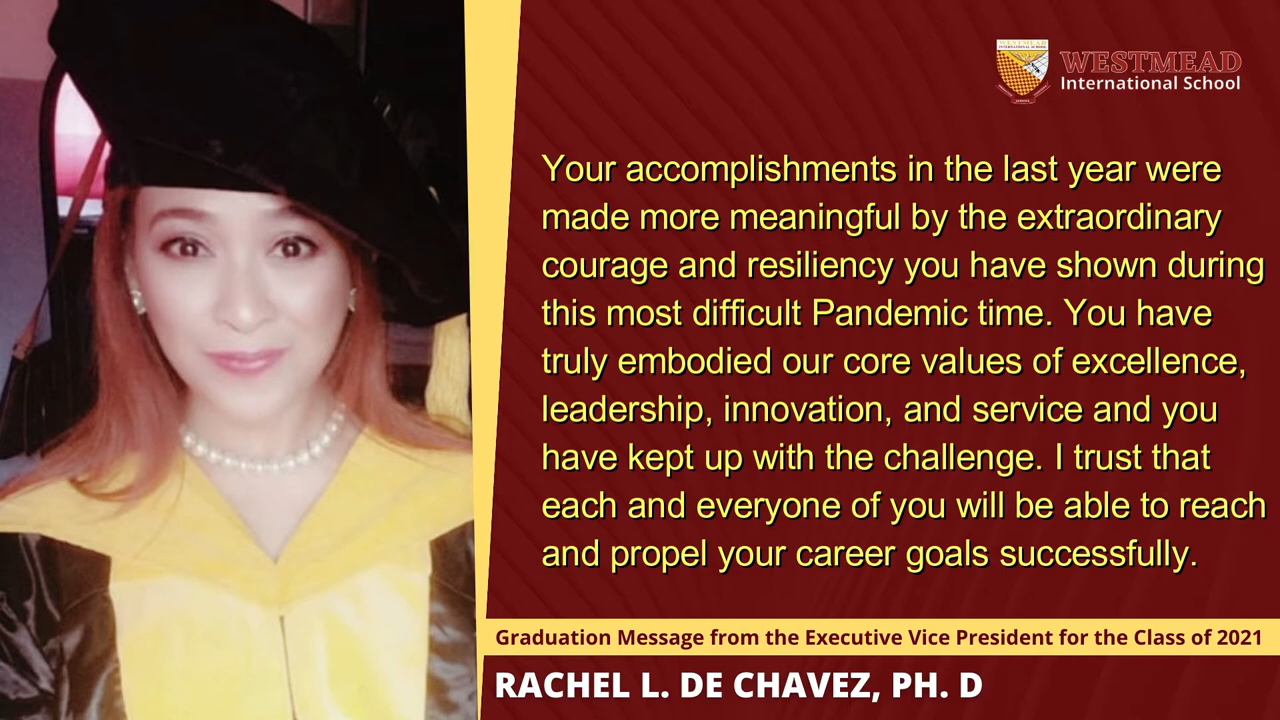 WESTMEAD
International School
Your accomplishments in the last year were
made more meaningful by the extraordinary
courage and resiliency you have shown during
this most difficult Pandemic time. You have
truly embodied our core values of excellence,
leadership, innovation, and service and you
have kept up with the challenge. I trust that
each and everyone of you will be able to reach
and propel your career goals successfully.
Graduation Message from the Executive Vice President for the Class of 2021
RACHEL L. DE CHAVEZ, PH. D